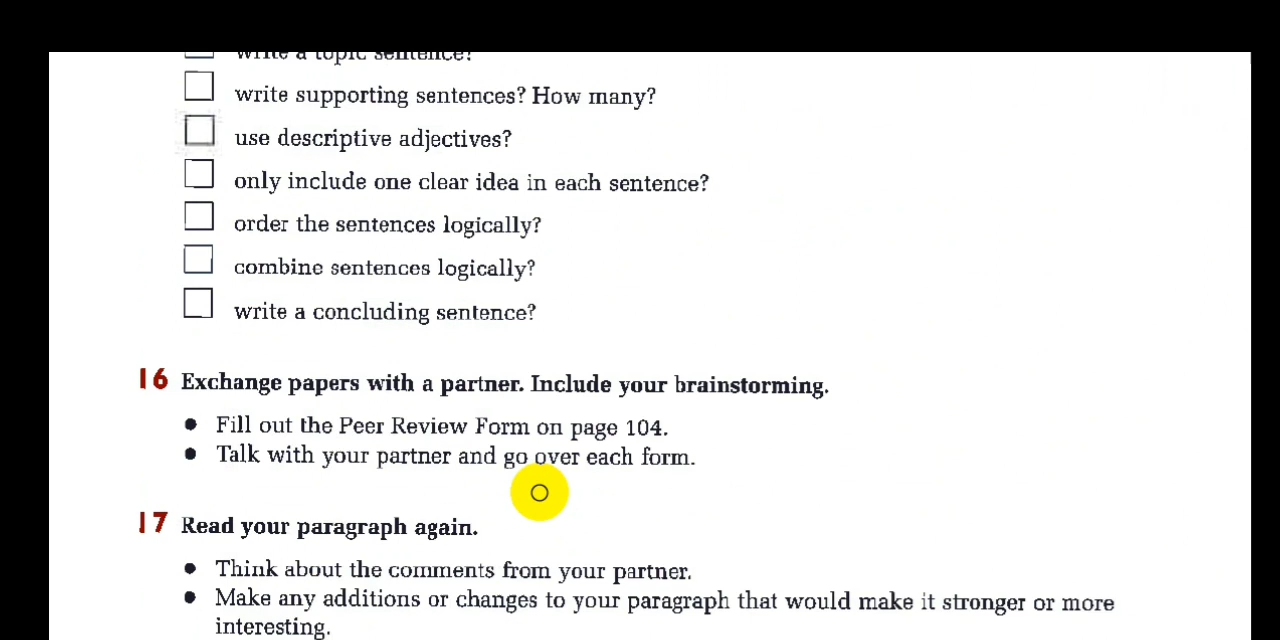 write a topic sentence?
write supporting sentences? How many?
use descriptive adjectives?
only include one clear idea in each sentence?
order the sentences logically?
combine sentences logically?
write a concluding sentence?
16 Exchange papers with a partner. Include your brainstorming.
● Fill out the Peer Review Form on page 104.
● Talk with your partner and go over each form.
17 Read your paragraph again.
● Think about the comments from your partner.
● Make any additions or changes to your paragraph that would make it stronger or more
interesting.